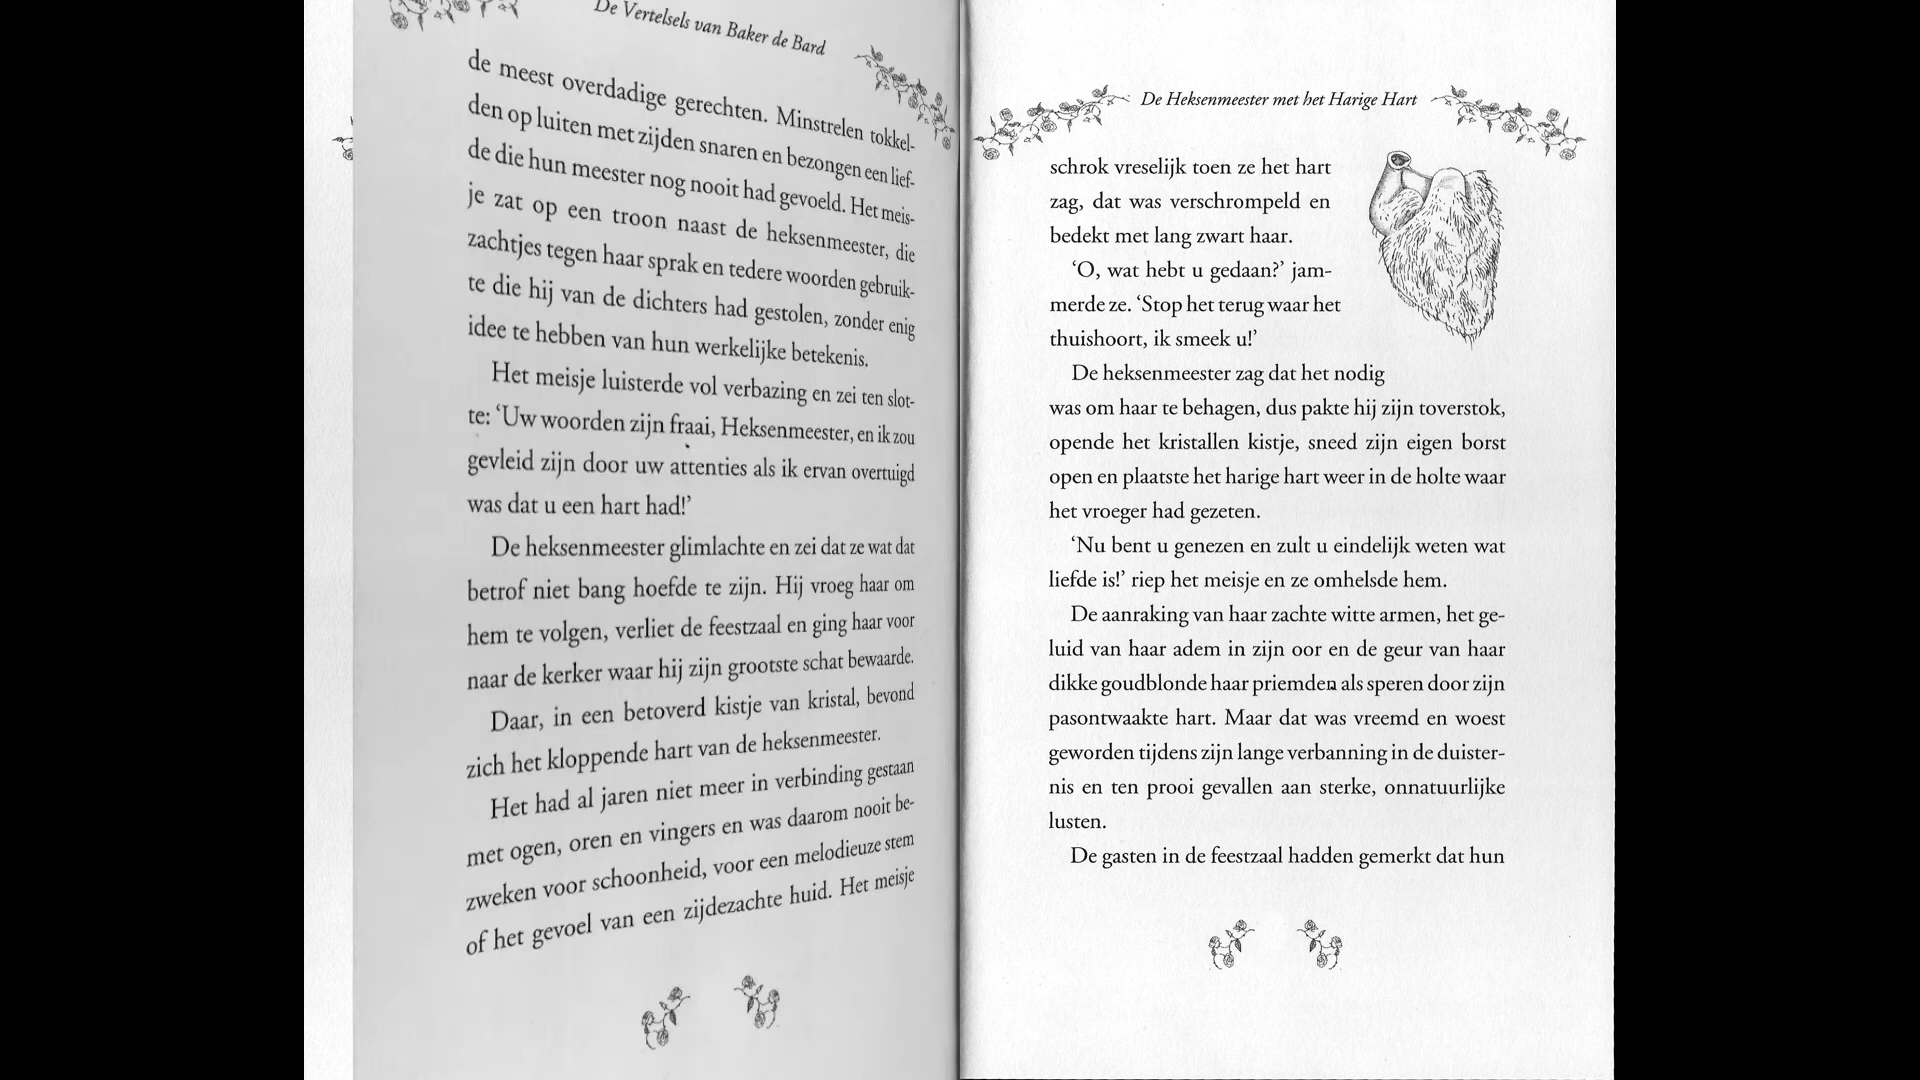 De Vertelsels van Baker de Bard
de meest overdadige gerechten. Minstrelen tokkel-
den op luiten met zijden snaren en bezongen een lief-
de die hun meester nog nooit had gevoeld. Het meis-
je zat op een troon naast de heksenmeester, die
zachtjes tegen haar sprak en tedere woorden gebruik-
te die hij van de dichters had gestolen, zonder enig
idee te hebben van hun werkelijke betekenis.
Het meisje luisterde vol verbazing en zei ten slot-
te: ‘Uw woorden zijn fraai, Heksenmeester, en ik zou
gevleid zijn door uw attenties als ik ervan overtuigd
was dat u een hart had!’
De heksenmeester glimlachte en zei dat ze wat dat
betrof niet bang hoefde te zijn. Hij vroeg haar om
hem te volgen, verliet de feestzaal en ging haar voor
naar de kerker waar hij zijn grootste schat bewaarde.
Daar, in een betoverd kistje van kristal, bevond
zich het kloppende hart van de heksenmeester.
Het had al jaren niet meer in verbinding gestaan
met ogen, oren en vingers en was daarom nooit be-
zweken voor schoonheid, voor een melodieuze stem
of het gevoel van een zijdezachte huid. Het meisje
De Heksenmeester met het Harige Hart
schrok vreselijk toen ze het hart
zag, dat was verschrompeld en
bedekt met lang zwart haar.
‘O, wat hebt u gedaan?’ jam-
merde ze. ‘Stop het terug waar het
thuishoort, ik smeek u!’
De heksenmeester zag dat het nodig
was om haar te behagen, dus pakte hij zijn toverstok,
opende het kristallen kistje, sneed zijn eigen borst
open en plaatste het harige hart weer in de holte waar
het vroeger had gezeten.
‘Nu bent u genezen en zult u eindelijk weten wat
liefde is!’ riep het meisje en ze omhelsde hem.
De aanraking van haar zachte witte armen, het ge-
luid van haar adem in zijn oor en de geur van haar
dikke goudblonde haar priemden als speren door zijn
pasontwaakte hart. Maar dat was vreemd en woest
geworden tijdens zijn lange verbanning in de duister-
nis en ten prooi gevallen aan sterke, onnatuurlijke
lusten.
De gasten in de feestzaal hadden gemerkt dat hun